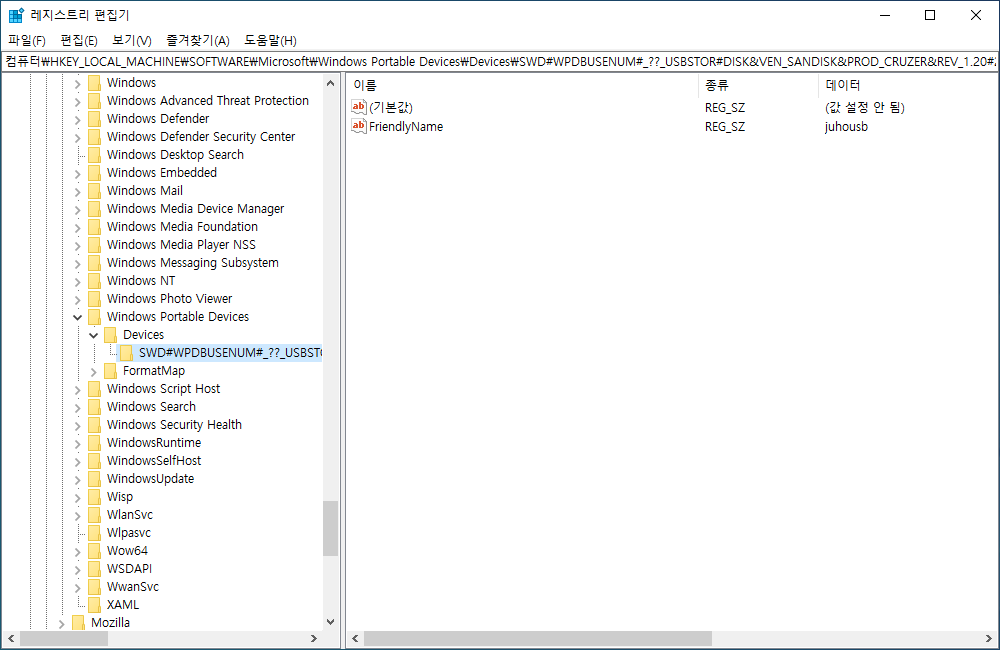 레지스트리 편집기
파일(F) 편집(E) 보기(V) 즐겨찾기(A) 도움말(H)
컴퓨터￦HKEY_LOCAL_MACHINE￦SOFTWARE￦Microsoft￦Windows Portable Devices￦Devices￦SWD#WPDBUSENUM#_??_USBSTOR#DISK&VEN_SANDISK&PROD_CRUZER&REV_1.20#
Windows
Windows Advanced Threat Protection
Windows Defender
Windows Defender Security Center
Windows Desktop Search
Windows Embedded
Windows Mail
Windows Media Device Manager
Windows Media Foundation
Windows Media Player NSS
Windows Messaging Subsystem
Windows NT
Windows Photo Viewer
Windows Portable Devices
Devices
SWD#WPDBUSENUM#_??_USBSTO
FormatMap
Windows Script Host
Windows Search
Windows Security Health
WindowsRuntime
WindowsSelfHost
WindowsUpdate
Wisp
WlanSvc
Wlpasvc
Wow64
WSDAPI
WwanSvc
XAML
Mozilla
이름 종류 데이터
ab (기본값) REG_SZ (값 설정 안 됨)
ab FriendlyName REG_SZ juhousb